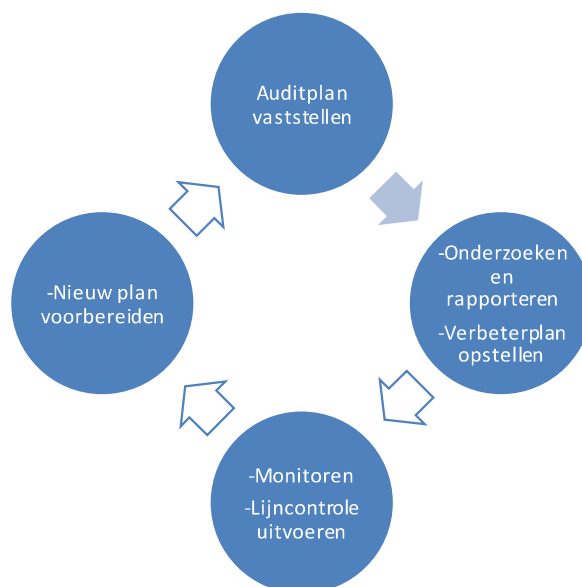 Auditplan
vaststellen
-Onderzoeken
en
rapporteren
-Verbeterplan
opstellen
-Monitoren
-Lijncontrole
uitvoeren
-Nieuw plan
voorbereiden